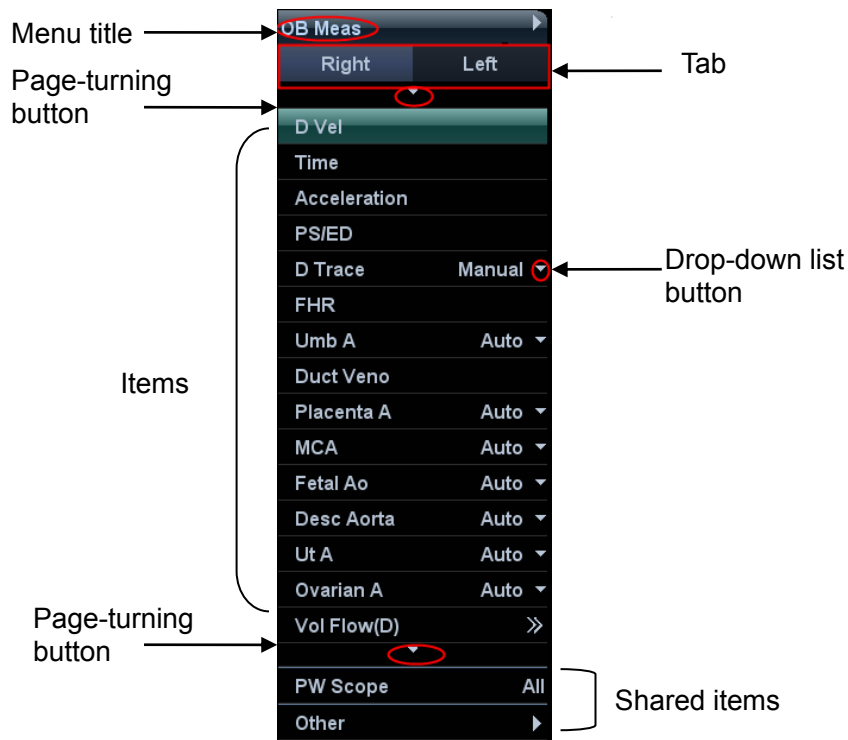 Menu title
OB Meas
Right Left
Tab
Page-turning
button
D Vel
Time
Acceleration
PS/ED
D Trace Manual
Drop-down list
button
FHR
Umb A Auto
Items
Duct Veno
Placenta A Auto
MCA Auto
Fetal Ao Auto
Desc Aorta Auto
Ut A Auto
Ovarian A Auto
Page-turning
button
Vol Flow(D)
PW Scope All
Shared items
Other